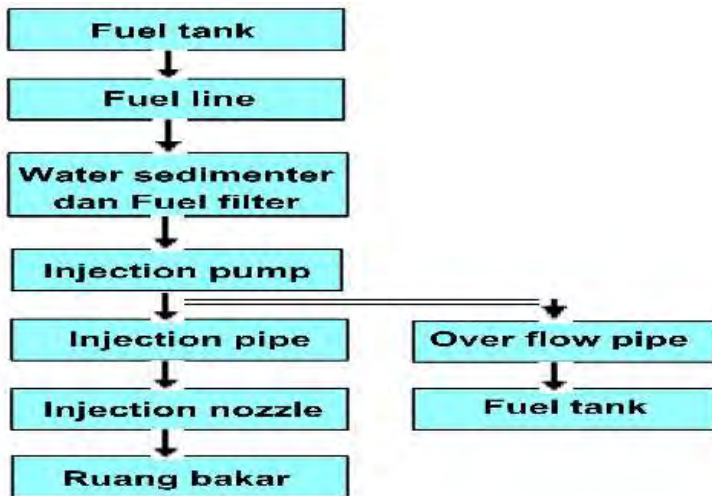 Fuel tank
Fuel line
Water sedimenter
dan Fuel filter
Injection pump
Injection pipe
Over flow pipe
Injection nozzle
Fuel tank
Ruang bakar